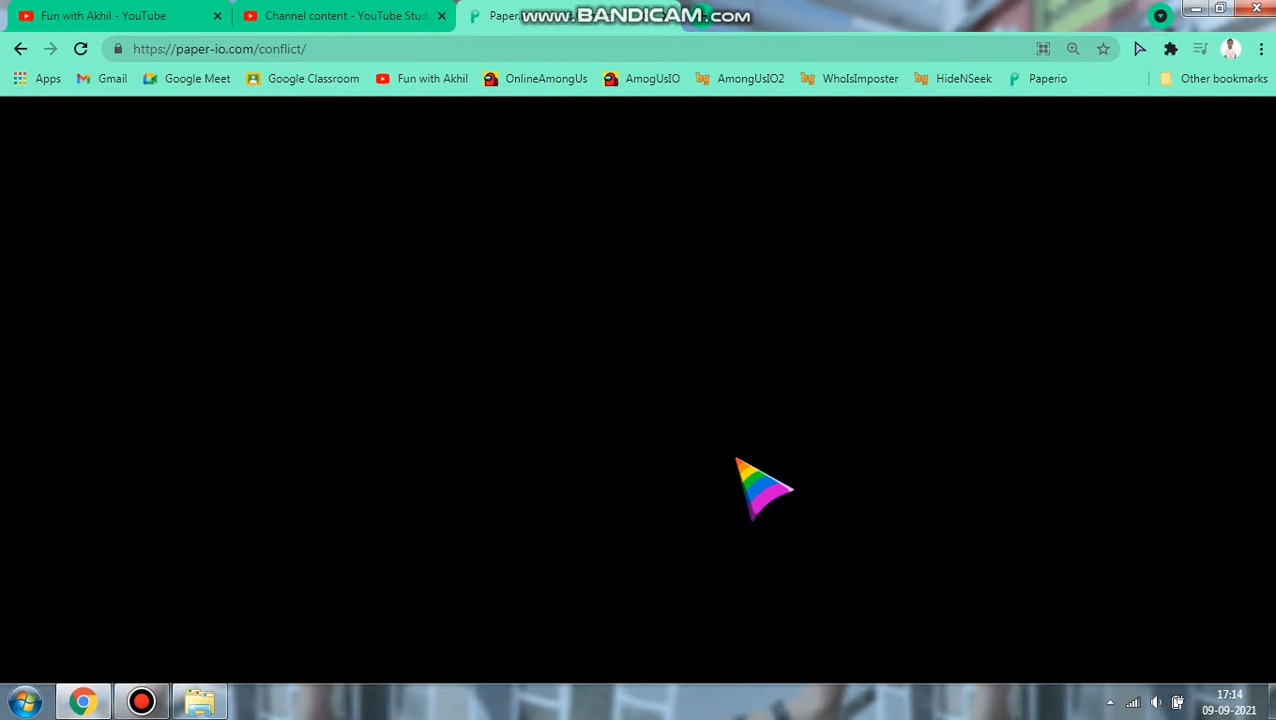 Fun with Akhil - YouTube
Channel content - YouTube Stud
Paper
WWW.BANDICAM.COM
https://paper-io.com/conflict/
Apps
Gmail
Google Meet
Google Classroom
Fun with Akhil
OnlineAmongUs
AmogUsIO
AmongUsIO2
WhoIsImposter
HideNSeek
Paperio
Other bookmarks
17:14
09-09-2021